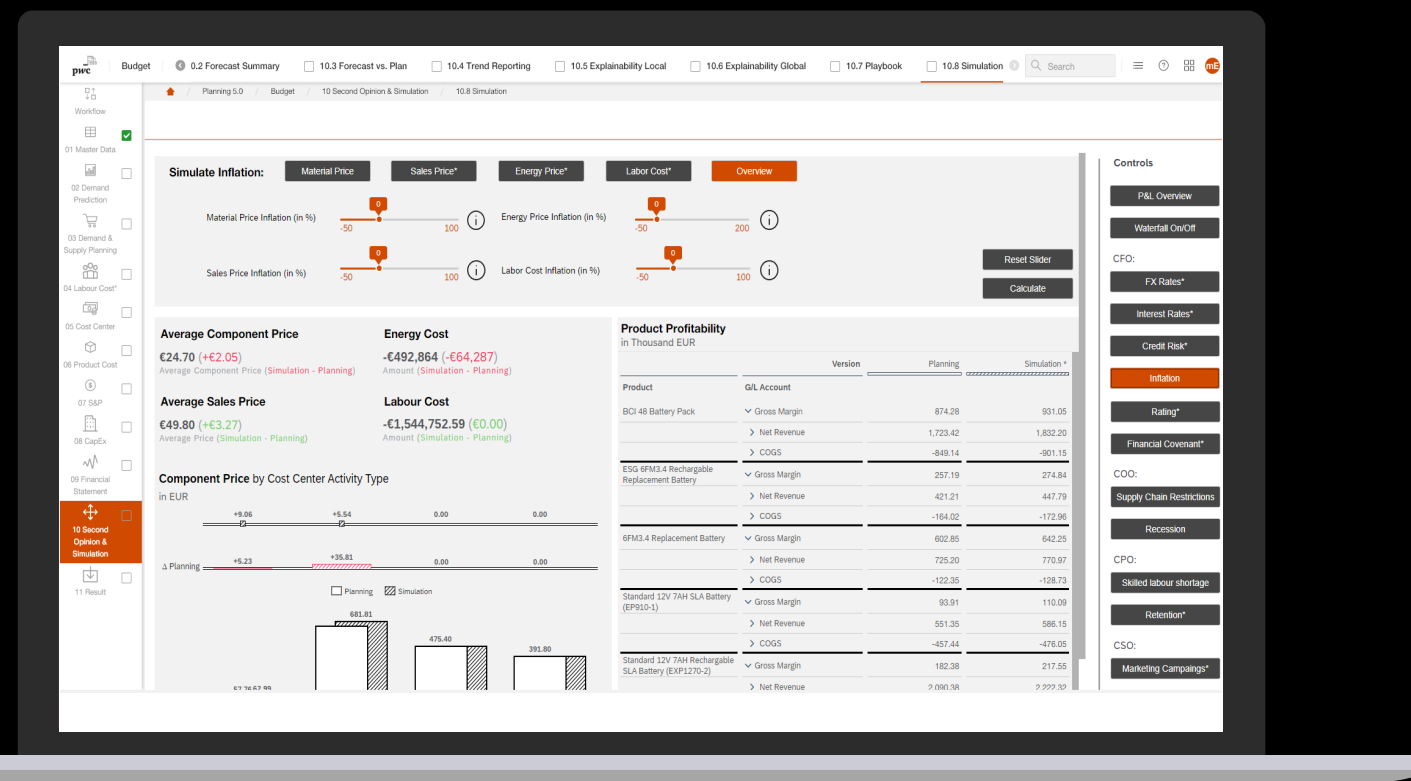 pwc
Budget
0.2 Forecast Summary
10.3 Forecast vs. Plan
10.4 Trend Reporting
10.5 Explainability Local
10.6 Explainability Global
10.7 Playbook
10.8 Simulation
Search
mE
Planning 5.0 / Budget / 10 Second Opinion & Simulation / 10.8 Simulation
Workflow
01 Master Data
02 Demand
Prediction
03 Demand &
Supply Planning
04 Labour Cost*
05 Cost Center
06 Product Cost
07 S&P
08 CapEx
09 Financial
Statement
10 Second
Opinion &
Simulation
11 Result
Simulate Inflation:
Material Price
Sales Price*
Energy Price*
Labor Cost*
Overview
Material Price Inflation (in %)
0
-50 100
Energy Price Inflation (in %)
0
-50 200
Sales Price Inflation (in %)
0
-50 100
Labor Cost Inflation (in %)
0
-50 100
Reset Slider
Calculate
Average Component Price
€24.70 (+€2.05)
Average Component Price (Simulation - Planning)
Energy Cost
-€492,864 (-€64,287)
Amount (Simulation - Planning)
Average Sales Price
€49.80 (+€3.27)
Average Price (Simulation - Planning)
Labour Cost
-€1,544,752.59 (€0.00)
Amount (Simulation - Planning)
Component Price by Cost Center Activity Type
in EUR
+9.06 +5.54 0.00 0.00
Δ Planning +5.23 +35.81 0.00 0.00
Planning Simulation
681.81
475.40
391.80
57.76 67.99
Product Profitability
in Thousand EUR
Version Planning Simulation *
Product G/L Account
BCI 48 Battery Pack Gross Margin 874.28 931.05
Net Revenue 1,723.42 1,832.20
COGS -849.14 -901.15
ESG 6FM3.4 Rechargable
Replacement Battery Gross Margin 257.19 274.84
Net Revenue 421.21 447.79
COGS -164.02 -172.96
6FM3.4 Replacement Battery Gross Margin 602.85 642.25
Net Revenue 725.20 770.97
COGS -122.35 -128.73
Standard 12V 7AH SLA Battery
(EP910-1) Gross Margin 93.91 110.09
Net Revenue 551.35 586.15
COGS -457.44 -476.05
Standard 12V 7AH Rechargable
SLA Battery (EXP1270-2) Gross Margin 182.38 217.55
Net Revenue 2,090.38 2,222.32
Controls
P&L Overview
Waterfall On/Off
CFO:
FX Rates*
Interest Rates*
Credit Risk*
Inflation
Rating*
Financial Covenant*
COO:
Supply Chain Restrictions
Recession
CPO:
Skilled labour shortage
Retention*
CSO:
Marketing Campaings*